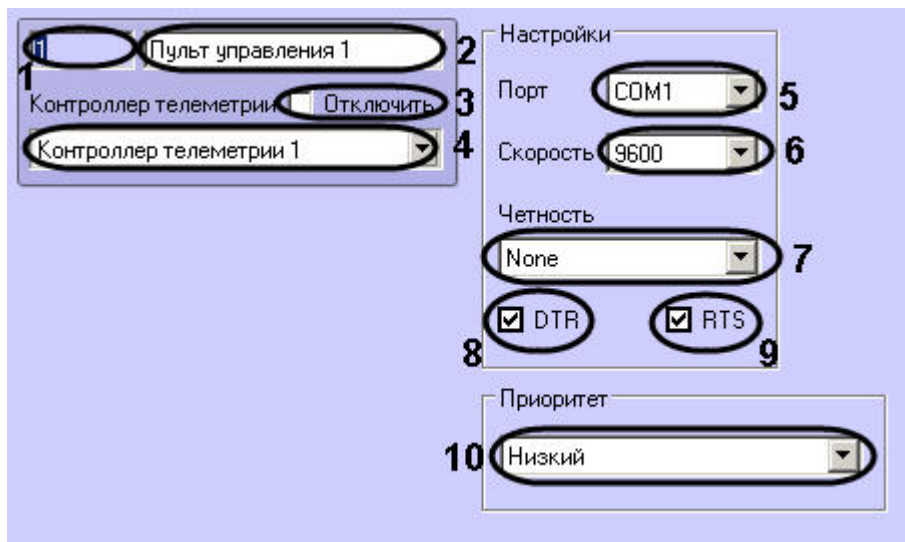 1 Пульт управления 1 2
1
Контроллер телеметрии Отключить 3
Контроллер телеметрии 1 4
Настройки
Порт COM1 5
Скорость 9600 6
Четность
None 7
DTR RTS
8 9
Приоритет
10 Низкий